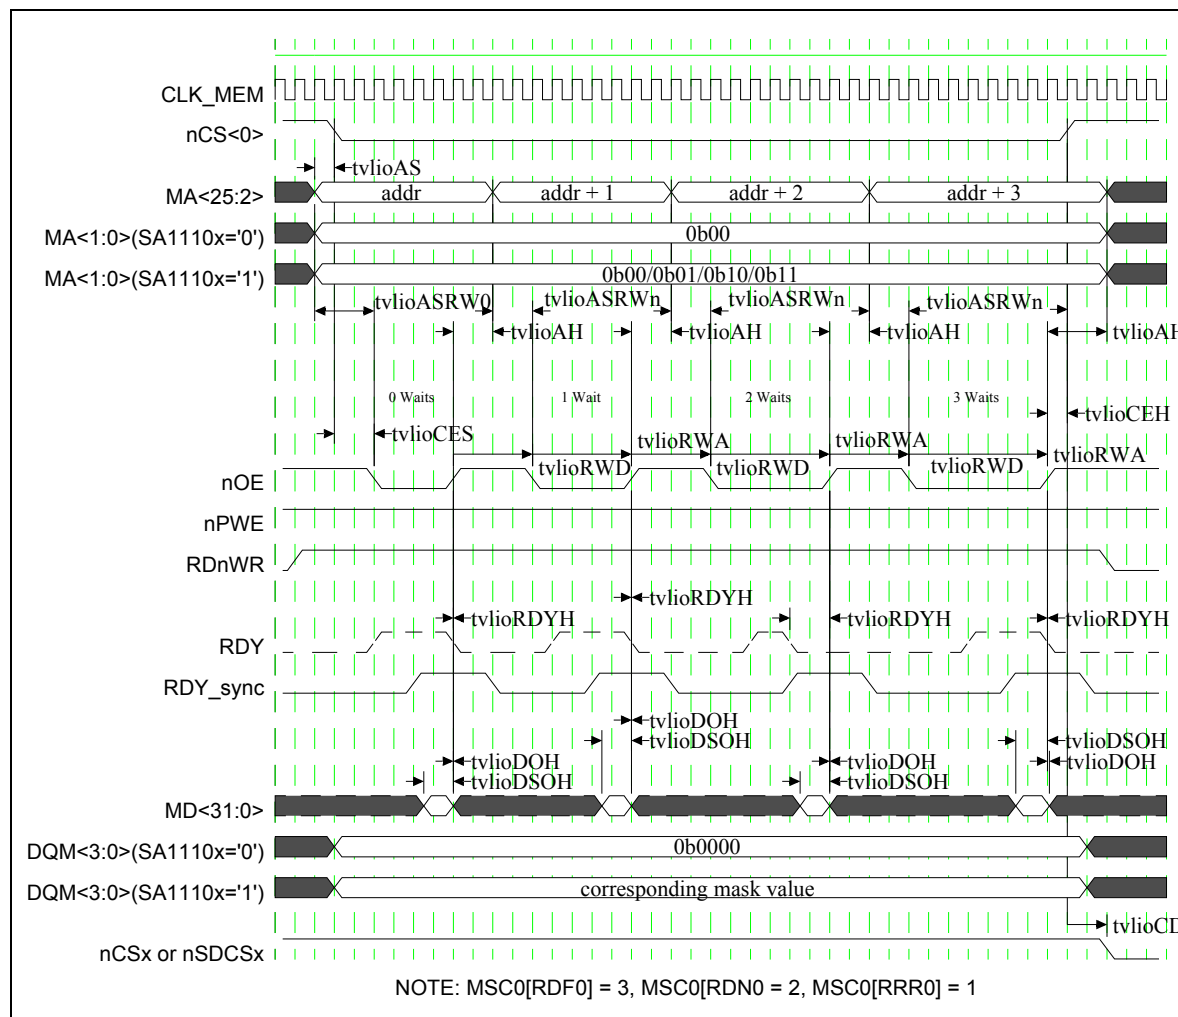 CLK_MEM
nCS<0>
tvlioAS
MA<25:2>
addr
addr + 1
addr + 2
addr + 3
MA<1:0>(SA1110x='0')
0b00
MA<1:0>(SA1110x='1')
0b00/0b01/0b10/0b11
tvlioASRW0
tvlioASRWn
tvlioASRWn
tvlioASRWn
tvlioAH
tvlioAH
tvlioAH
tvlioAH
0 Waits
1 Wait
2 Waits
3 Waits
tvlioCEH
tvlioCES
tvlioRWA
tvlioRWA
tvlioRWA
tvlioRWD
tvlioRWD
tvlioRWD
nOE
nPWE
RDnWR
tvlioRDYH
tvlioRDYH
tvlioRDYH
tvlioRDYH
RDY
RDY_sync
tvlioDOH
tvlioDSOH
tvlioDSOH
tvlioDOH
tvlioDOH
tvlioDOH
tvlioDSOH
tvlioDSOH
MD<31:0>
DQM<3:0>(SA1110x='0')
0b0000
DQM<3:0>(SA1110x='1')
corresponding mask value
tvlioCD
nCSx or nSDCSx
NOTE: MSC0[RDF0] = 3, MSC0[RDN0 = 2, MSC0[RRR0] = 1